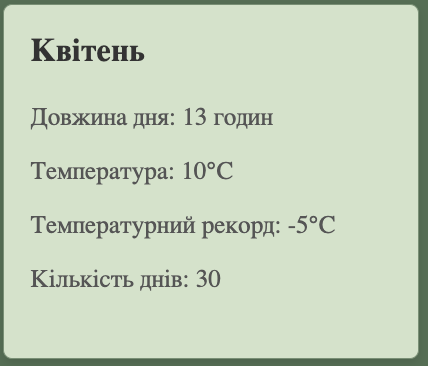 Квітень
Довжина дня: 13 годин
Температура: 10°C
Температурний рекорд: -5°C
Кількість днів: 30